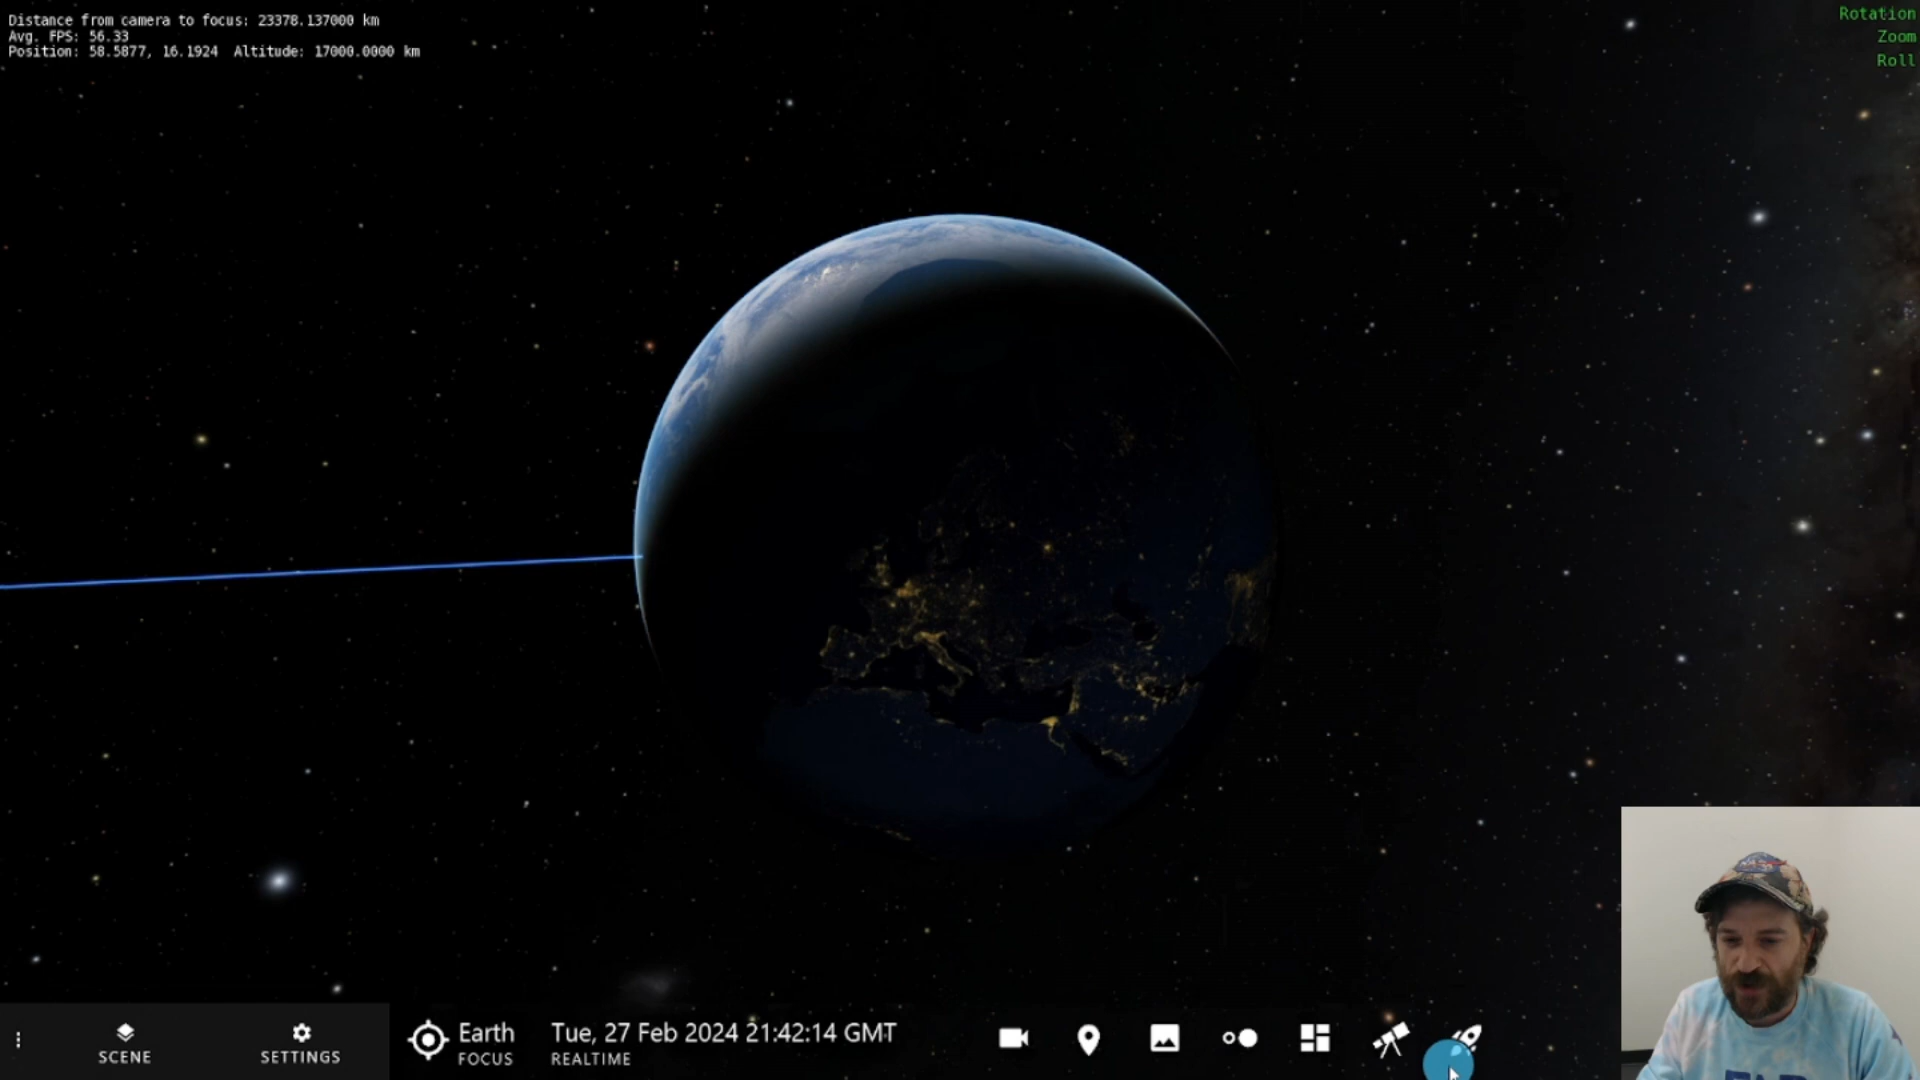 Distance from camera to focus: 23378.137000 km
Avg. FPS: 56.33
Position: 58.5877, 16.1924 Altitude: 17000.0000 km
Rotation
Zoom
Roll
SCENE
SETTINGS
Earth
FOCUS
Tue, 27 Feb 2024 21:42:14 GMT
REALTIME